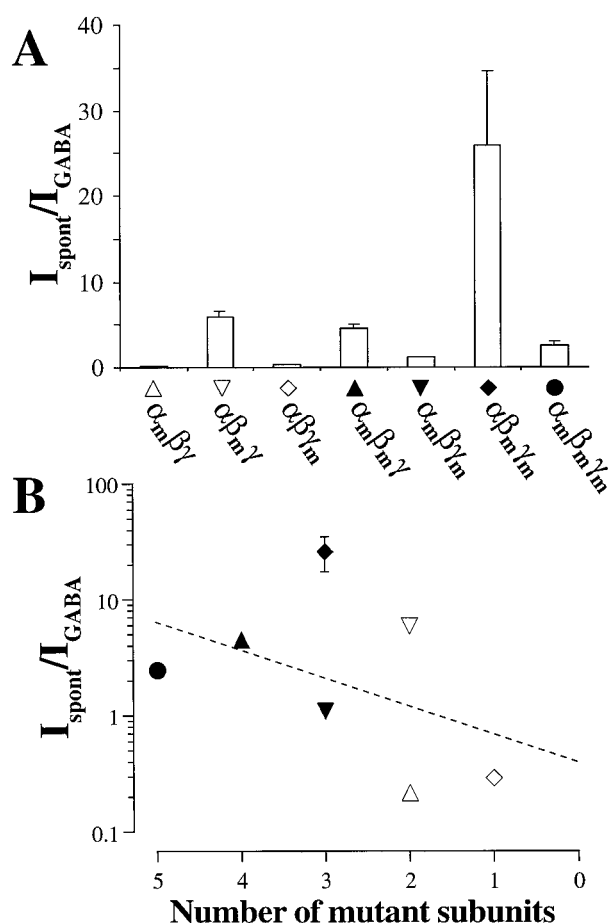 A
40
30
20
10
0
I_spont/I_GABA
α_mβγ
αβ_mγ
αβγ_m
α_mβ_mγ
α_mβγ_m
αβ_mγ_m
α_mβ_mγ_m
B
100
10
1
0.1
I_spont/I_GABA
5 4 3 2 1 0
Number of mutant subunits